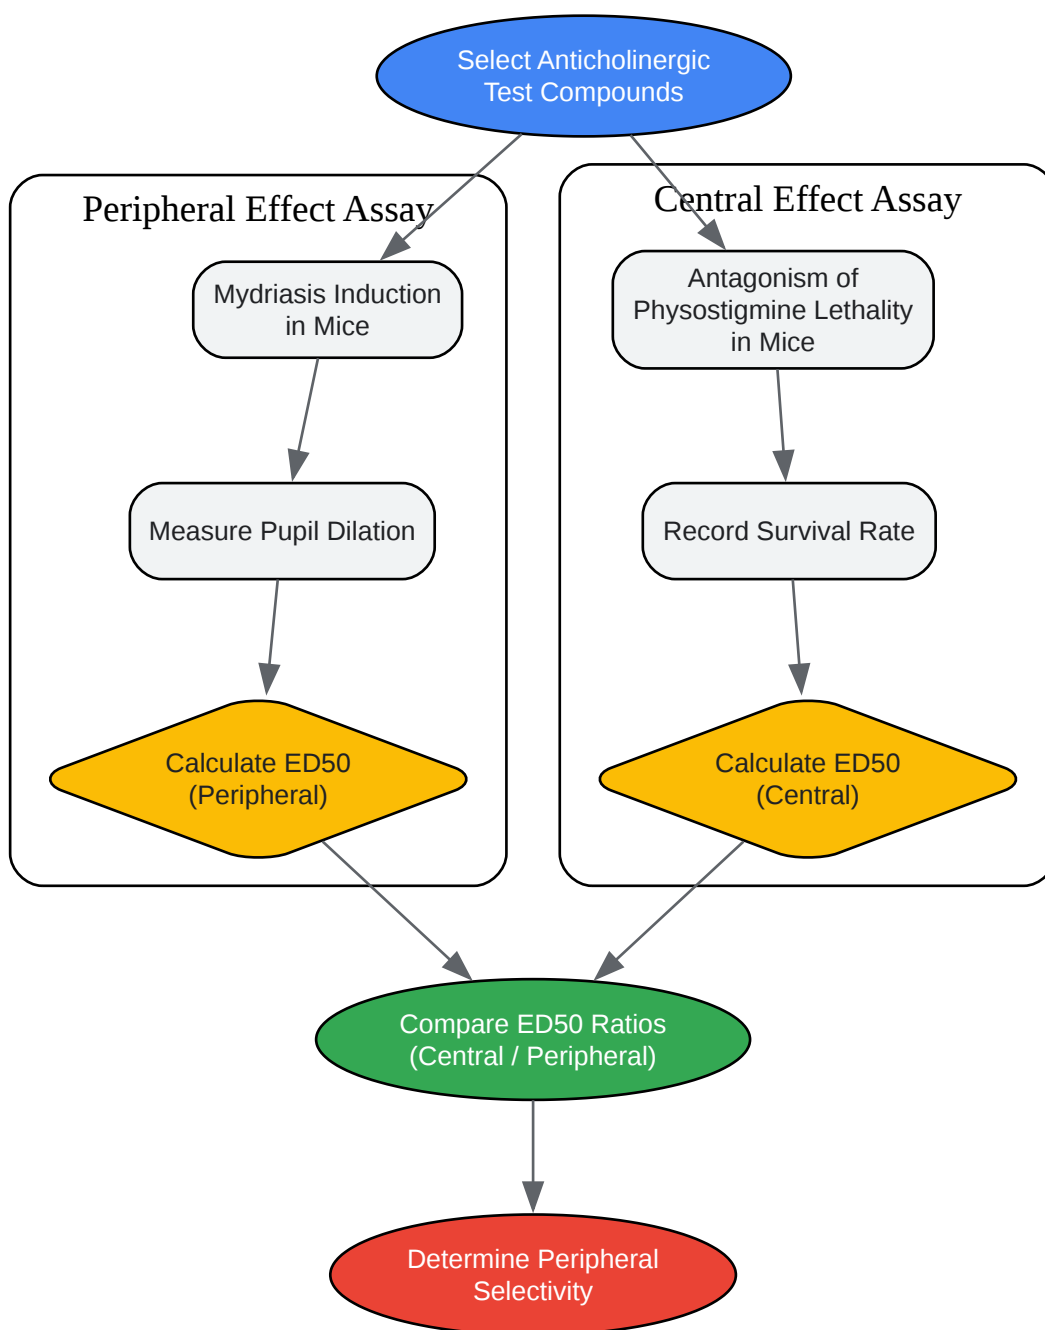 Select Anticholinergic
Test Compounds
Peripheral Effect Assay
Mydriasis Induction
in Mice
Measure Pupil Dilation
Calculate ED50
(Peripheral)
Central Effect Assay
Antagonism of
Physostigmine Lethality
in Mice
Record Survival Rate
Calculate ED50
(Central)
Compare ED50 Ratios
(Central / Peripheral)
Determine Peripheral
Selectivity